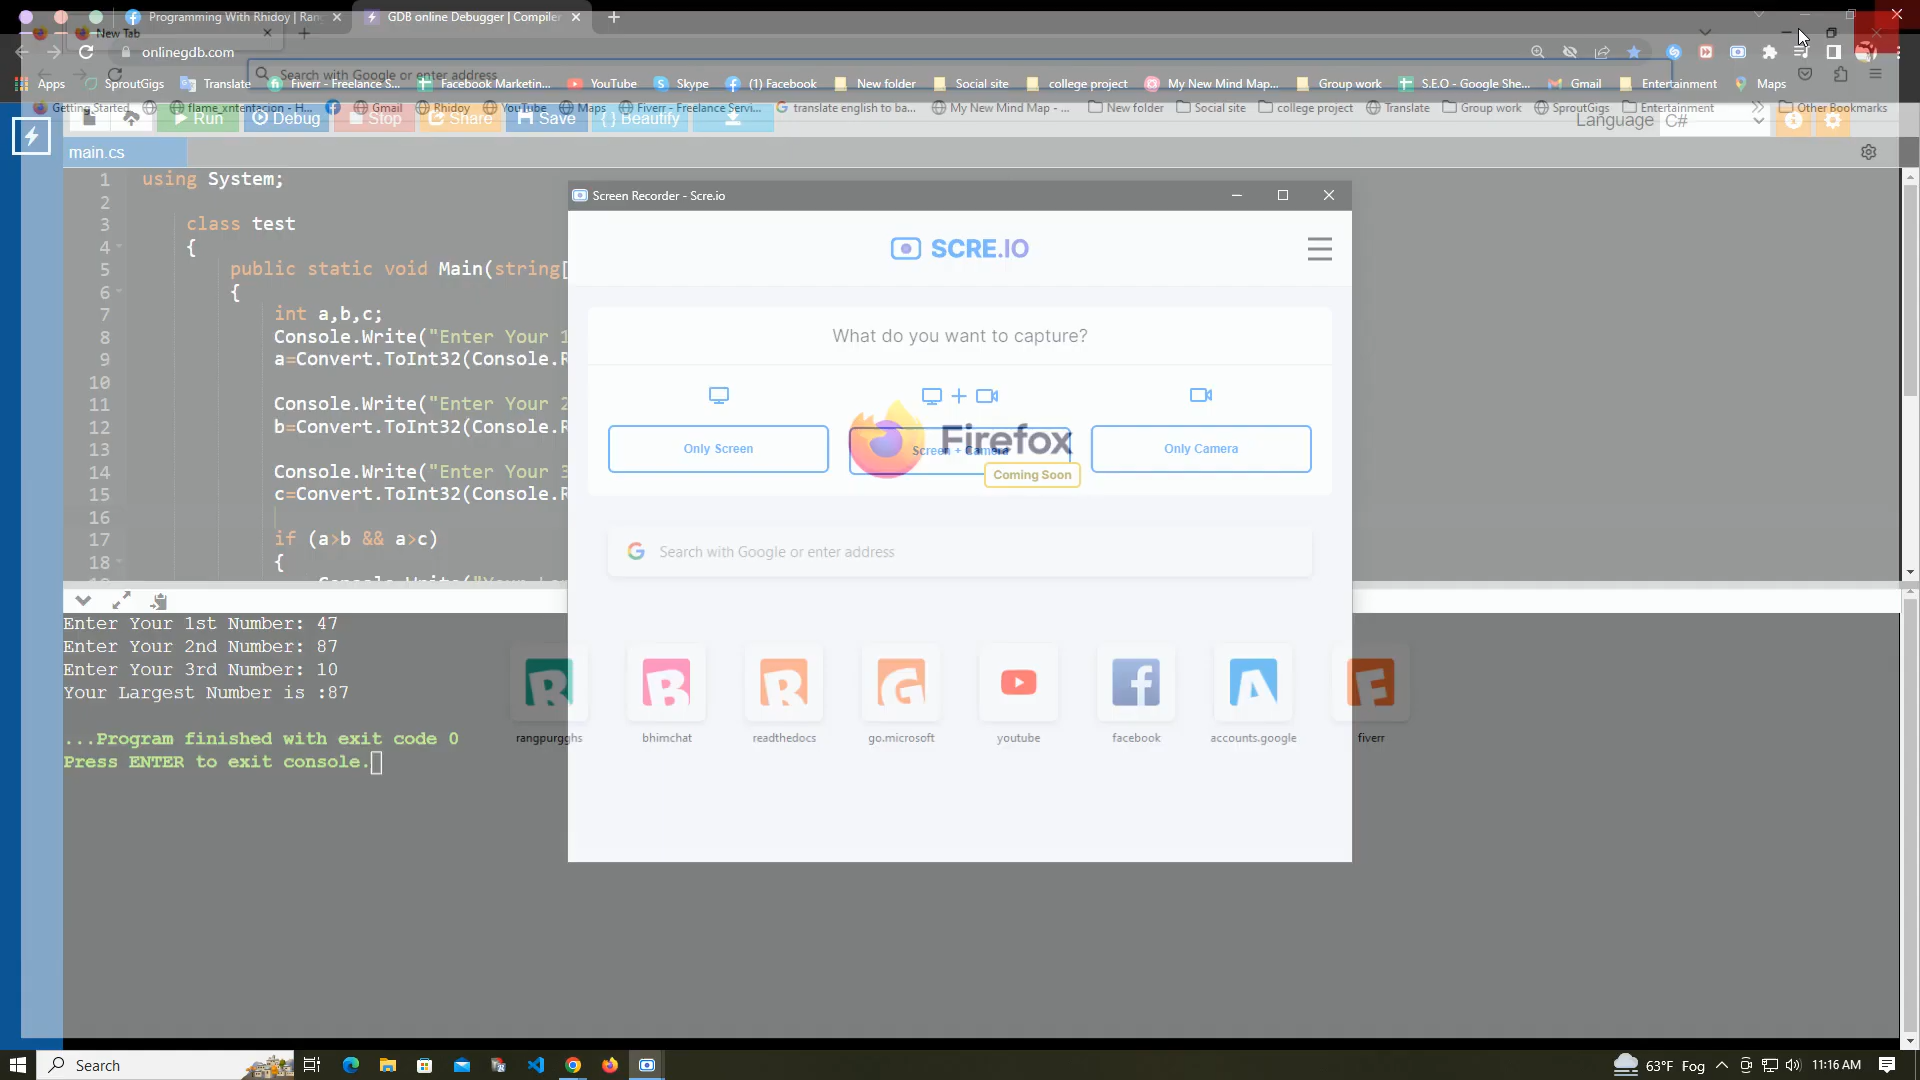 Programming With Rhidoy | Ran
GDB online Debugger | Compiler
New Tab
onlinegdb.com
Search with Google or enter address
Apps
SproutGigs
Translate
Fiverr - Freelance S...
Facebook Marketin...
YouTube
Skype
(1) Facebook
New folder
Social site
college project
My New Mind Map...
Group work
S.E.O - Google She...
Gmail
Entertainment
Maps
Getting Started
flame_xntentacion - H...
Gmail
Rhidoy
YouTube
Maps
Fiverr - Freelance Servi...
translate english to ba...
My New Mind Map - ...
New folder
Social site
college project
Translate
Group work
SproutGigs
Entertainment
Other Bookmarks
Run
Debug
Stop
Share
Save
{ } Beautify
Language
C#
main.cs
1 using System;
2
3 class test
4 {
5 public static void Main(string[
6 {
7 int a,b,c;
8 Console.Write("Enter Your 1
9 a=Convert.ToInt32(Console.R
10
11 Console.Write("Enter Your 2
12 b=Convert.ToInt32(Console.R
13
14 Console.Write("Enter Your 3
15 c=Convert.ToInt32(Console.R
16
17 if (a>b && a>c)
18 {
Screen Recorder - Scre.io
SCRE.IO
What do you want to capture?
Only Screen
Screen + Camera
Only Camera
Firefox
Coming Soon
Search with Google or enter address
rangpurgghs
bhimchat
readthedocs
go.microsoft
youtube
facebook
accounts.google
fiverr
Enter Your 1st Number: 47
Enter Your 2nd Number: 87
Enter Your 3rd Number: 10
Your Largest Number is :87
...Program finished with exit code 0
Press ENTER to exit console.
Search
63°F Fog
11:16 AM